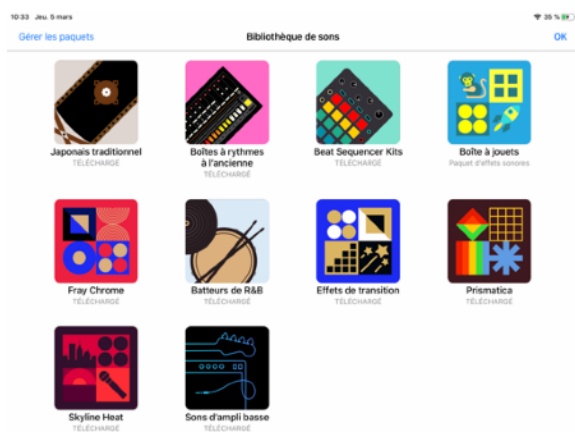 10:33 Jeu. 5 mars
35 %
Gérer les paquets
Bibliothèque de sons
OK
Japonais traditionnel
TÉLÉCHARGÉ
Boîtes à rythmes
à l'ancienne
TÉLÉCHARGÉ
Beat Sequencer Kits
TÉLÉCHARGÉ
Boîte à jouets
Paquet d'effets sonores
Fray Chrome
TÉLÉCHARGÉ
Batteurs de R&B
TÉLÉCHARGÉ
Effets de transition
TÉLÉCHARGÉ
Prismatica
TÉLÉCHARGÉ
Skyline Heat
TÉLÉCHARGÉ
Sons d'ampli basse
TÉLÉCHARGÉ